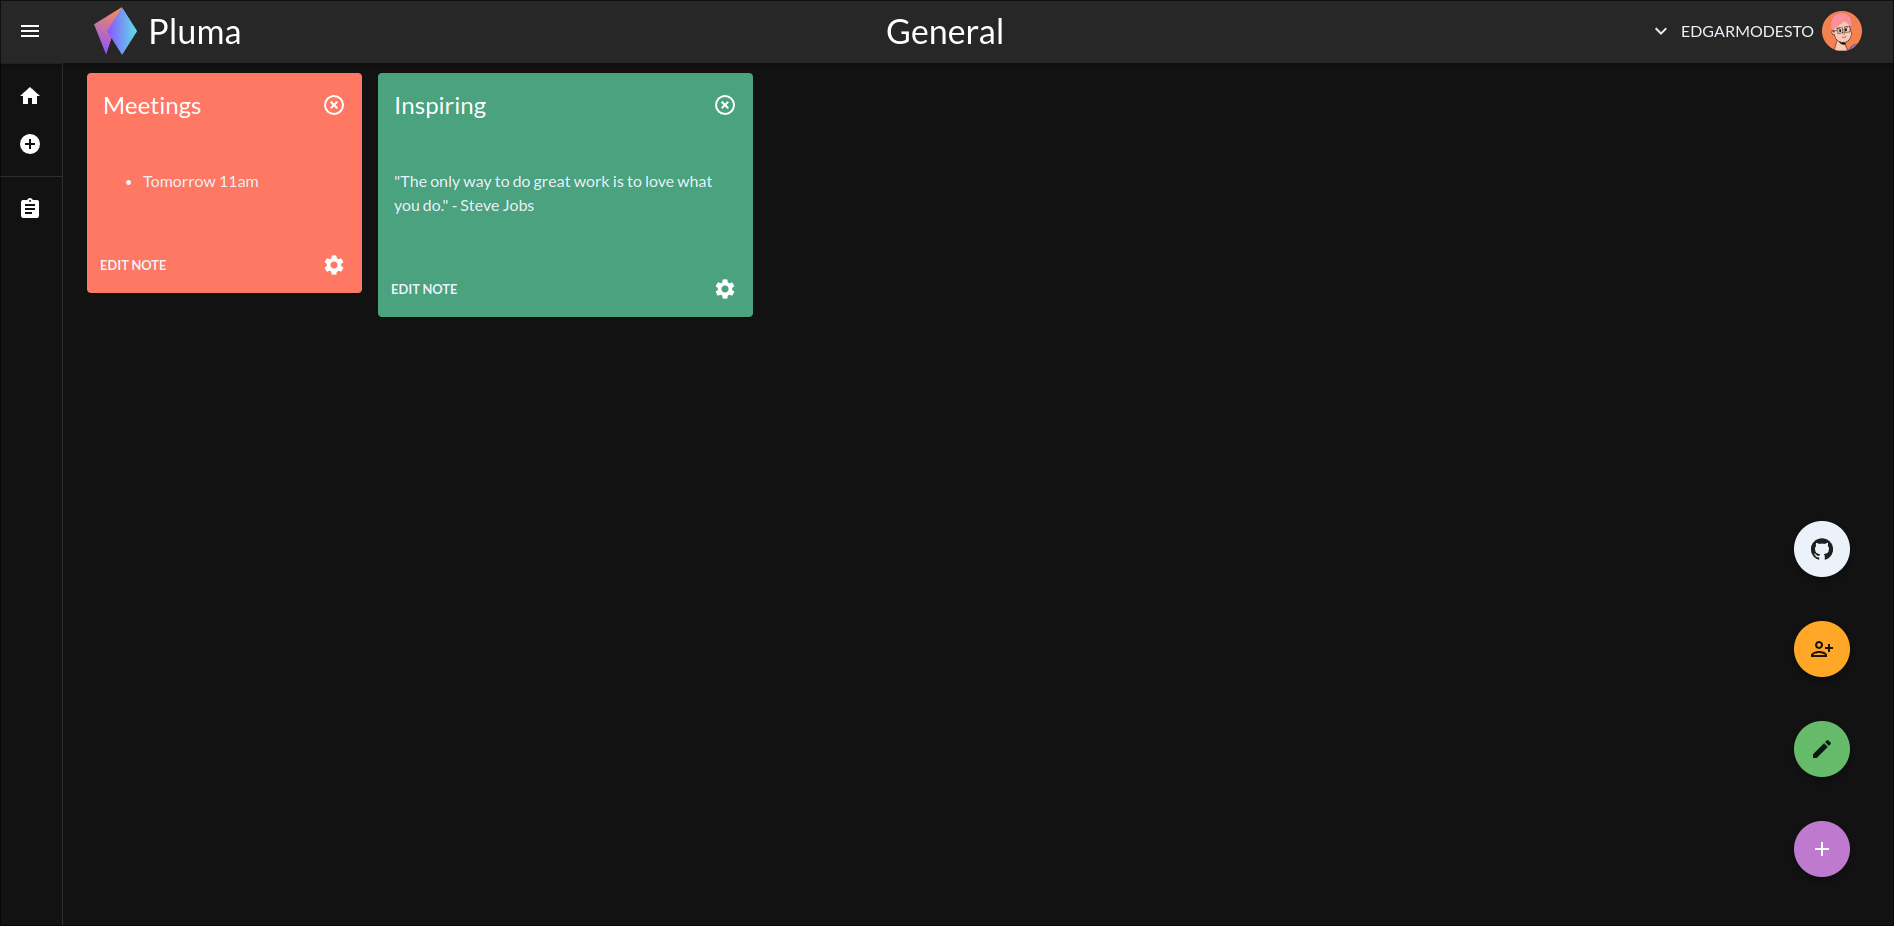 Pluma
General
EDGARMODESTO
Meetings
• Tomorrow 11am
EDIT NOTE
Inspiring
"The only way to do great work is to love what
you do." - Steve Jobs
EDIT NOTE